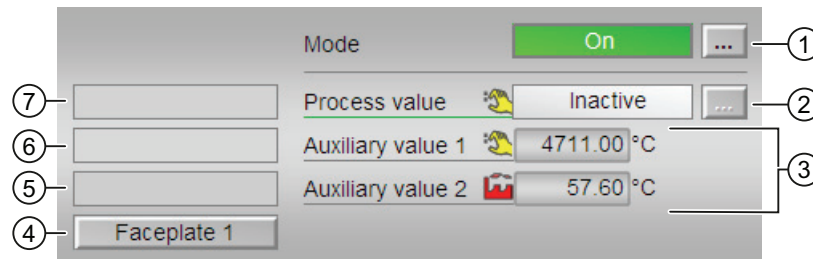 Mode On ... 1
7 Process value Inactive ... 2
6 Auxiliary value 1 4711.00 °C
3
5 Auxiliary value 2 57.60 °C
4 Faceplate 1